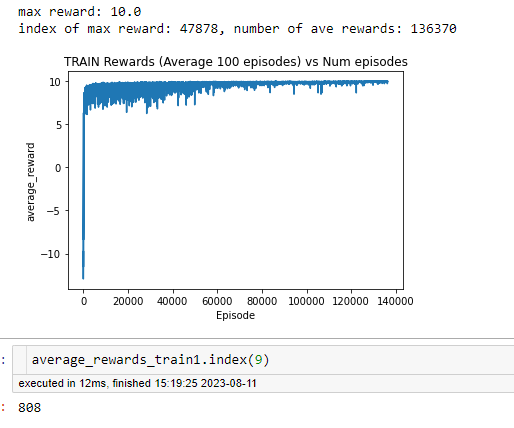 max reward: 10.0
index of max reward: 47878, number of ave rewards: 136370
TRAIN Rewards (Average 100 episodes) vs Num episodes
10
5
0
−5
−10
average_reward
0 20000 40000 60000 80000 100000 120000 140000
Episode
: average_rewards_train1.index(9)
executed in 12ms, finished 15:19:25 2023-08-11
: 808